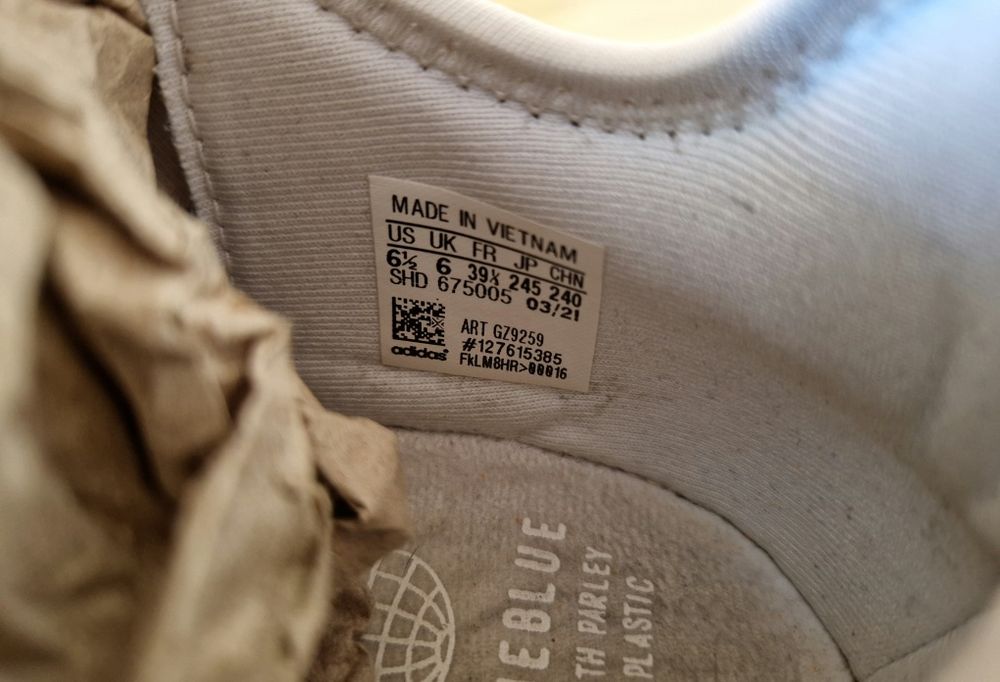 MADE IN VIETNAM
US UK FR JP CHN
6½ 6 39⅓ 245 240
SHD 675005 03/21
ART GZ9259
#127615385
adidas FkLM8HR>00016
EBLUE
TH PARLEY
PLASTIC